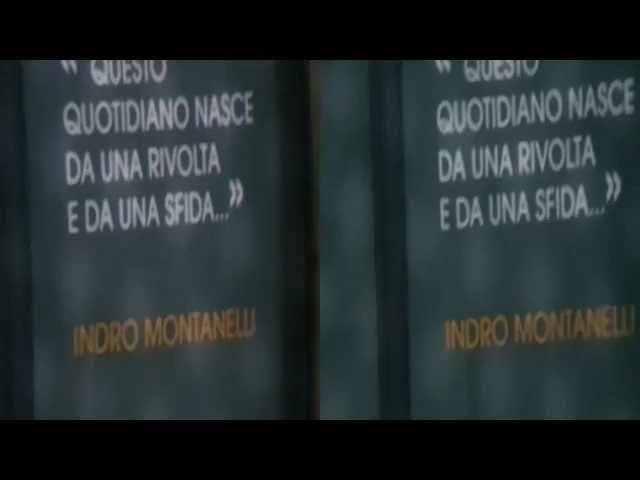 « QUESTO
QUOTIDIANO NASCE
DA UNA RIVOLTA
E DA UNA SFIDA...»
INDRO MONTANELLI
« QUESTO
QUOTIDIANO NASCE
DA UNA RIVOLTA
E DA UNA SFIDA...»
INDRO MONTANELLI